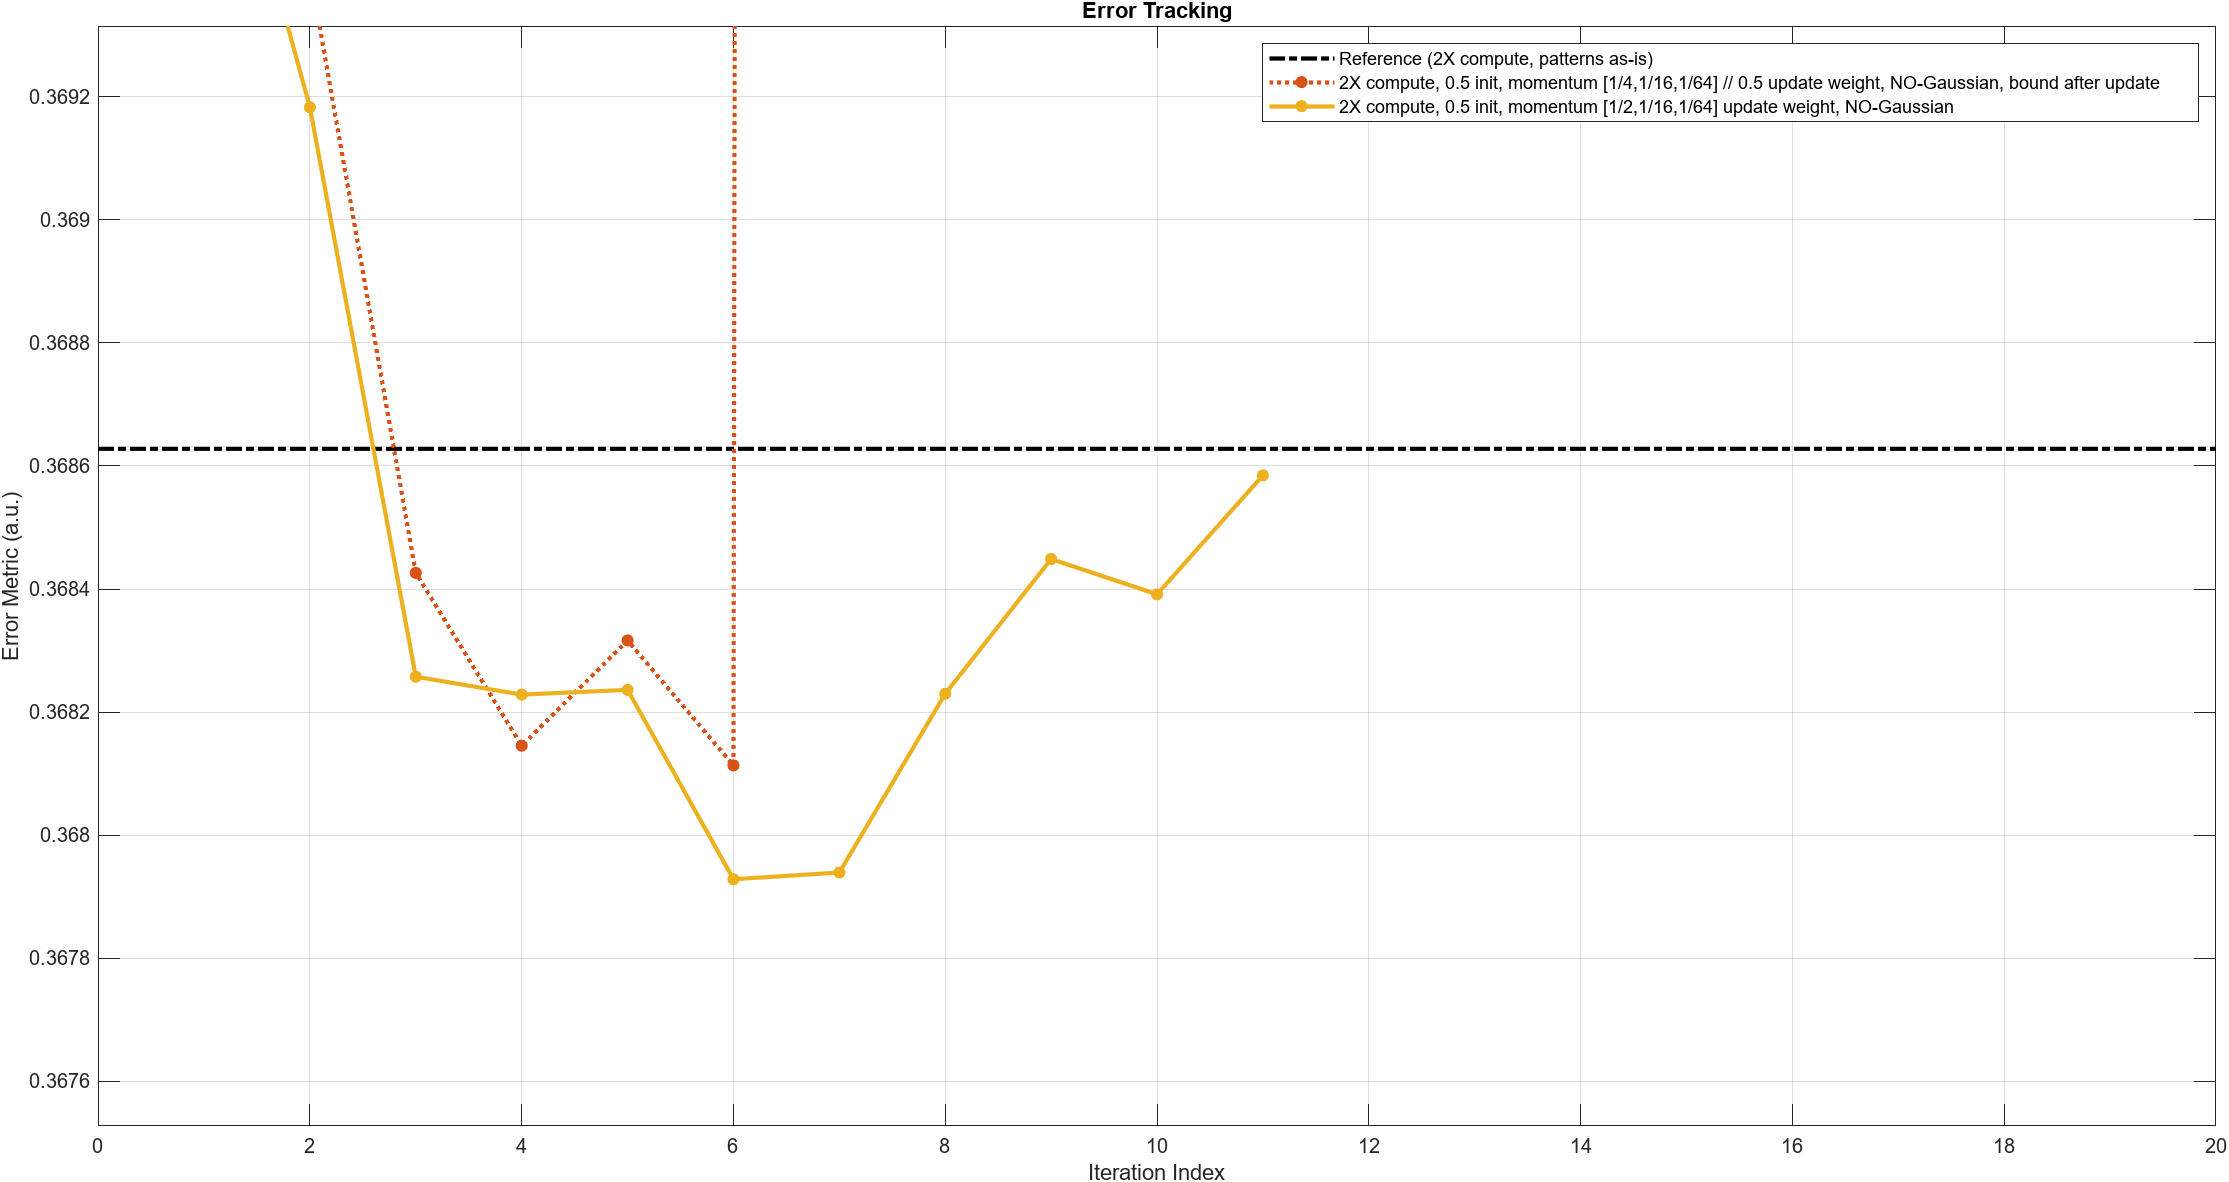 Error Tracking
Reference (2X compute, patterns as-is)
2X compute, 0.5 init, momentum [1/4,1/16,1/64] // 0.5 update weight, NO-Gaussian, bound after update
2X compute, 0.5 init, momentum [1/2,1/16,1/64] update weight, NO-Gaussian
0.3692
0.369
0.3688
0.3686
0.3684
0.3682
0.368
0.3678
0.3676
Error Metric (a.u.)
0 2 4 6 8 10 12 14 16 18 20
Iteration Index